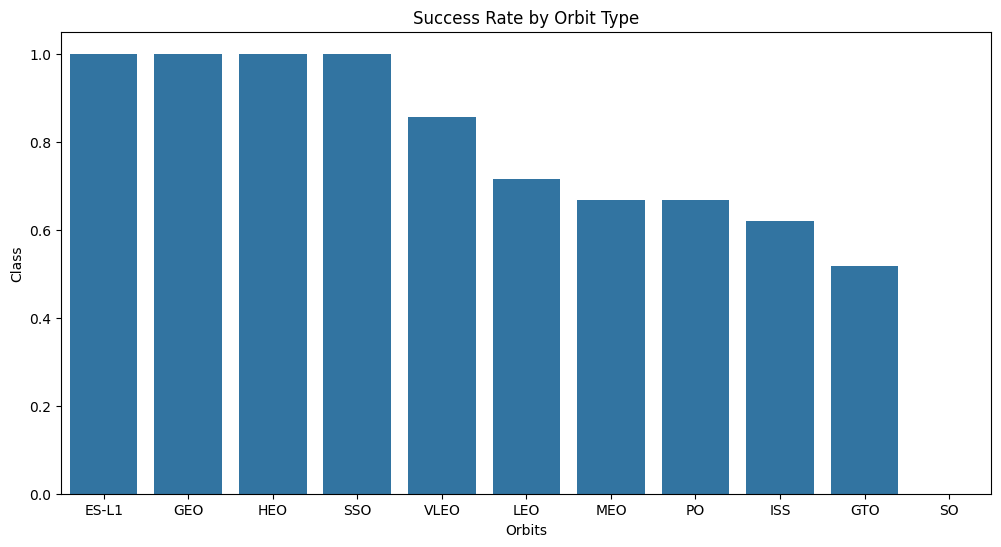 Success Rate by Orbit Type
1.0
0.8
0.6
0.4
0.2
0.0
Class
ES-L1 GEO HEO SSO VLEO LEO MEO PO ISS GTO SO
Orbits